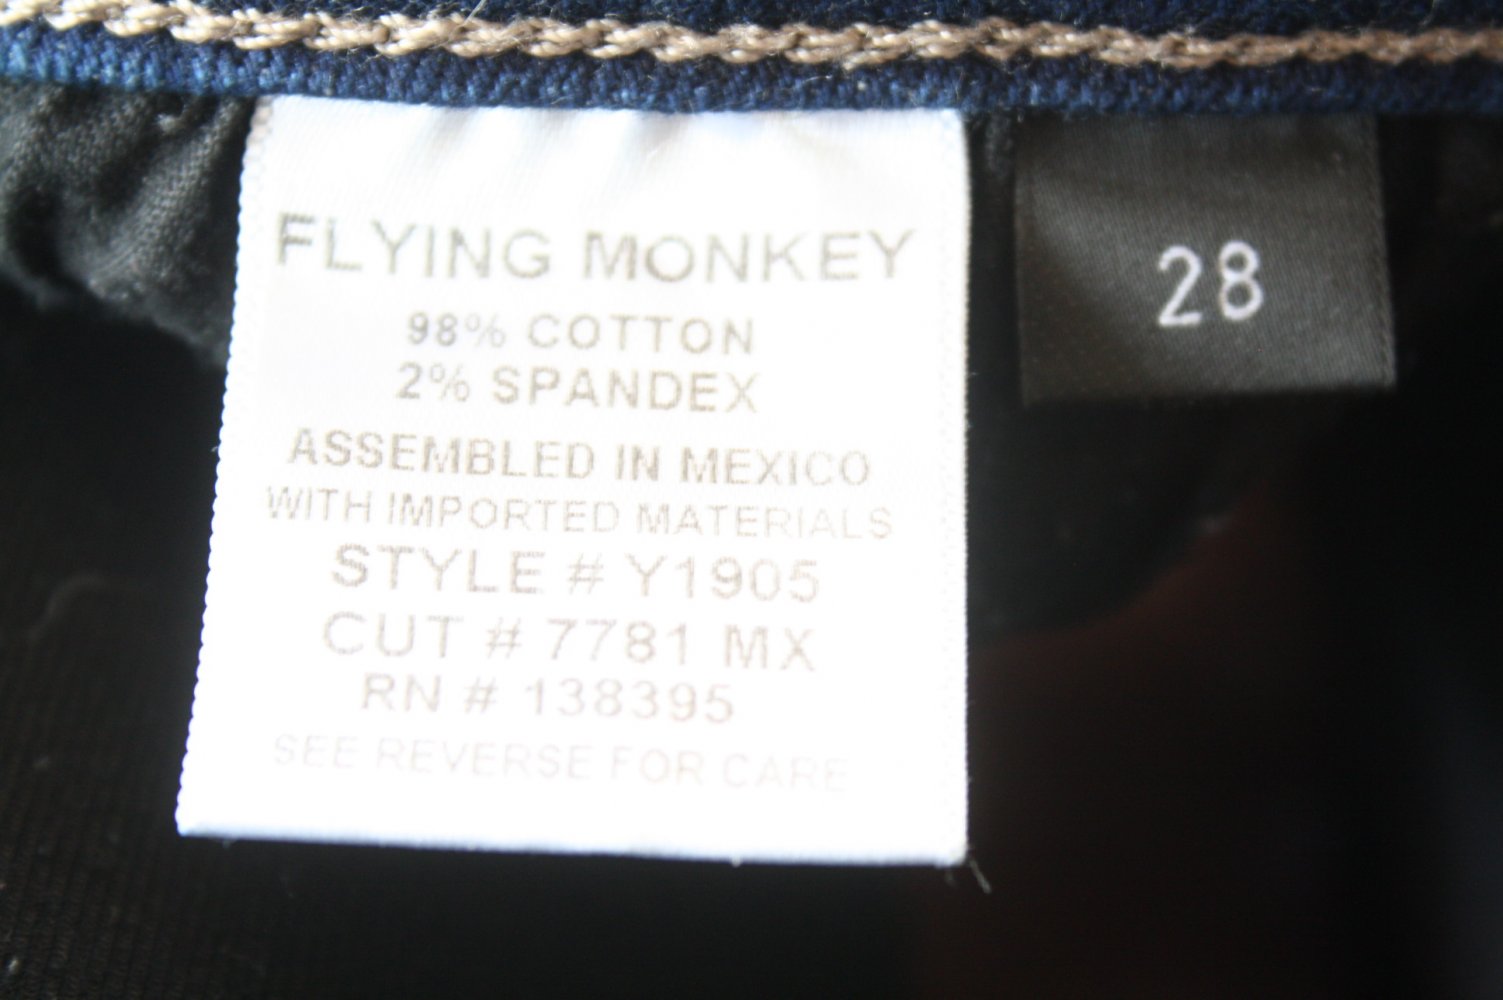 FLYING MONKEY
98% COTTON
2% SPANDEX
ASSEMBLED IN MEXICO
WITH IMPORTED MATERIALS
STYLE # Y1905
CUT # 7781 MX
RN # 138395
SEE REVERSE FOR CARE
28